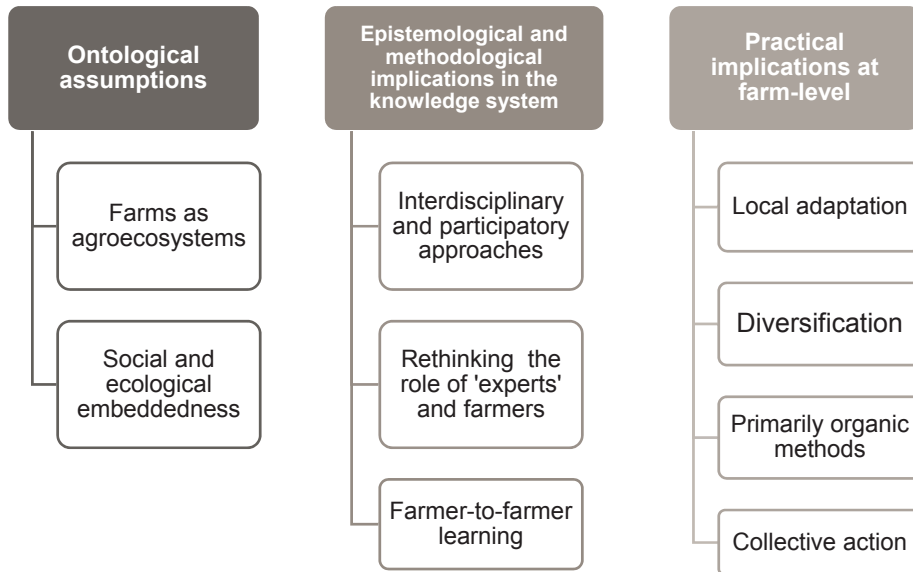 Ontological
assumptions
Farms as
agroecosystems
Social and
ecological
embeddedness
Epistemological and
methodological
implications in the
knowledge system
Interdisciplinary
and participatory
approaches
Rethinking the
role of 'experts'
and farmers
Farmer-to-farmer
learning
Practical
implications at
farm-level
Local adaptation
Diversification
Primarily organic
methods
Collective action